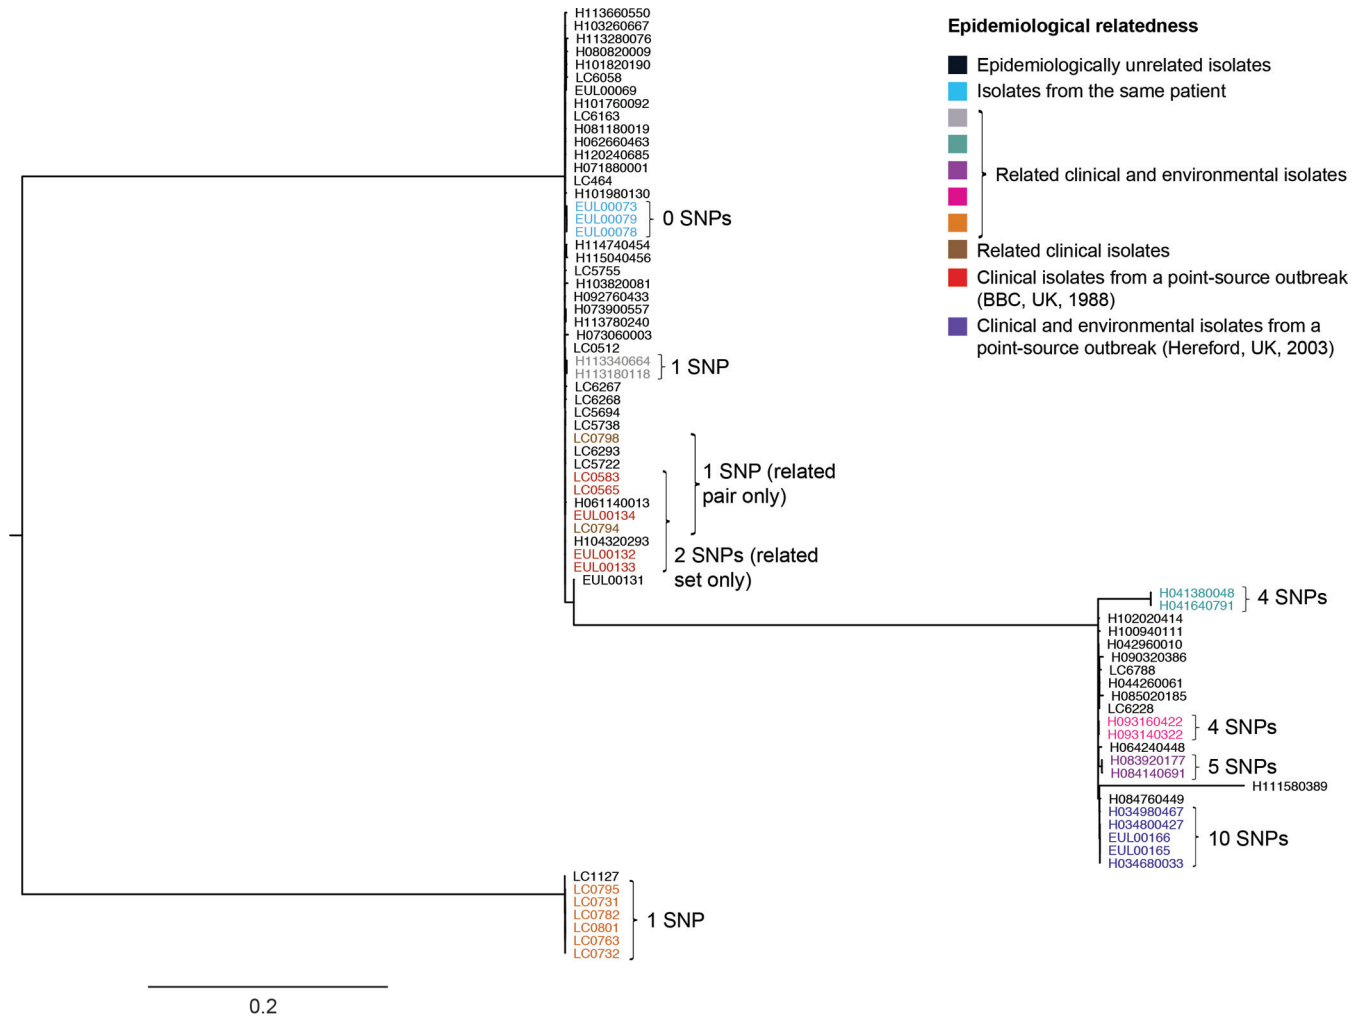 H113660550
H103260667
H113280076
H080820009
H101820190
LC6058
EUL00069
H101760092
LC6163
H081180019
H062660463
H120240685
H071880001
LC464
H101980130
EUL00073
EUL00079
EUL00078
0 SNPs
H114740454
H115040456
LC5755
H103820081
H092760433
H073900557
H113780240
H073060003
LC0512
H113340664
H113180118
1 SNP
LC6267
LC6268
LC5694
LC5738
LC0798
LC6293
LC5722
LC0583
LC0565
H061140013
EUL00134
LC0794
H104320293
EUL00132
EUL00133
EUL00131
1 SNP (related
pair only)
2 SNPs (related
set only)
Epidemiological relatedness
Epidemiologically unrelated isolates
Isolates from the same patient
Related clinical and environmental isolates
Related clinical isolates
Clinical isolates from a point-source outbreak
(BBC, UK, 1988)
Clinical and environmental isolates from a
point-source outbreak (Hereford, UK, 2003)
H041380048
H041640791
4 SNPs
H102020414
H100940111
H042960010
H090320386
LC6788
H044260061
H085020185
LC6228
H093160422
H093140322
4 SNPs
H064240448
H083920177
H084140691
5 SNPs
H111580389
H084760449
H034980467
H034800427
EUL00166
EUL00165
H034680033
10 SNPs
LC1127
LC0795
LC0731
LC0782
LC0801
LC0763
LC0732
1 SNP
0.2